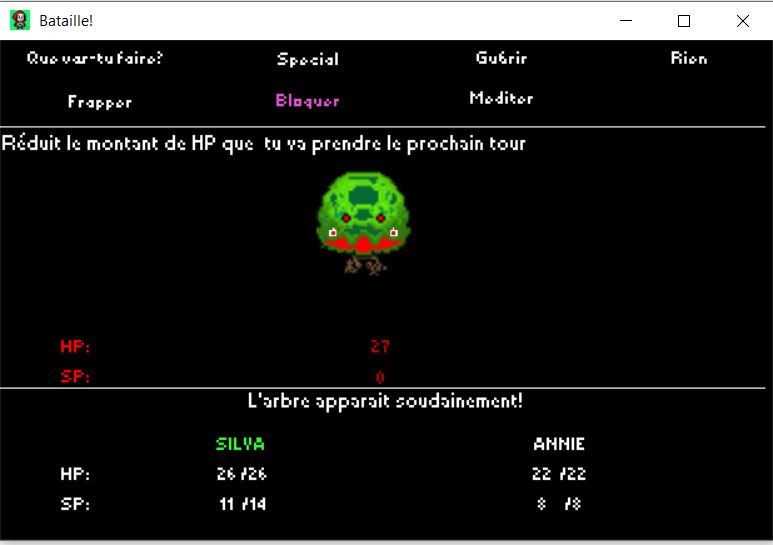 Bataille!
Que vas-tu faire? Special Guérir Rien
Frapper Bloquer Mediter
Réduit le montant de HP que tu va prendre le prochain tour
HP: 27
SP: 0
L'arbre apparait soudainement!
SILVA ANNIE
HP: 26 /26 22 /22
SP: 11 /14 8 /8